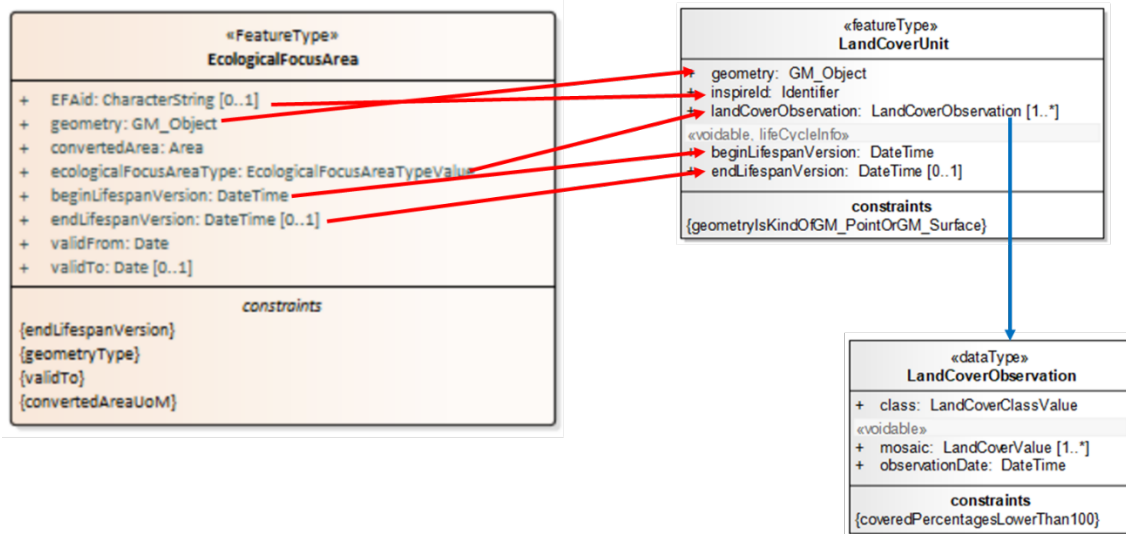 «FeatureType»
EcologicalFocusArea
+ EFAid: CharacterString [0..1]
+ geometry: GM_Object
+ convertedArea: Area
+ ecologicalFocusAreaType: EcologicalFocusAreaTypeValue
+ beginLifespanVersion: DateTime
+ endLifespanVersion: DateTime [0..1]
+ validFrom: Date
+ validTo: Date [0..1]
constraints
{endLifespanVersion}
{geometryType}
{validTo}
{convertedAreaUoM}
«featureType»
LandCoverUnit
+ geometry: GM_Object
+ inspireId: Identifier
+ landCoverObservation: LandCoverObservation [1..*]
«voidable, lifeCycleInfo»
+ beginLifespanVersion: DateTime
+ endLifespanVersion: DateTime [0..1]
constraints
{geometryIsKindOfGM_PointOrGM_Surface}
«dataType»
LandCoverObservation
+ class: LandCoverClassValue
«voidable»
+ mosaic: LandCoverValue [1..*]
+ observationDate: DateTime
constraints
{coveredPercentagesLowerThan100}